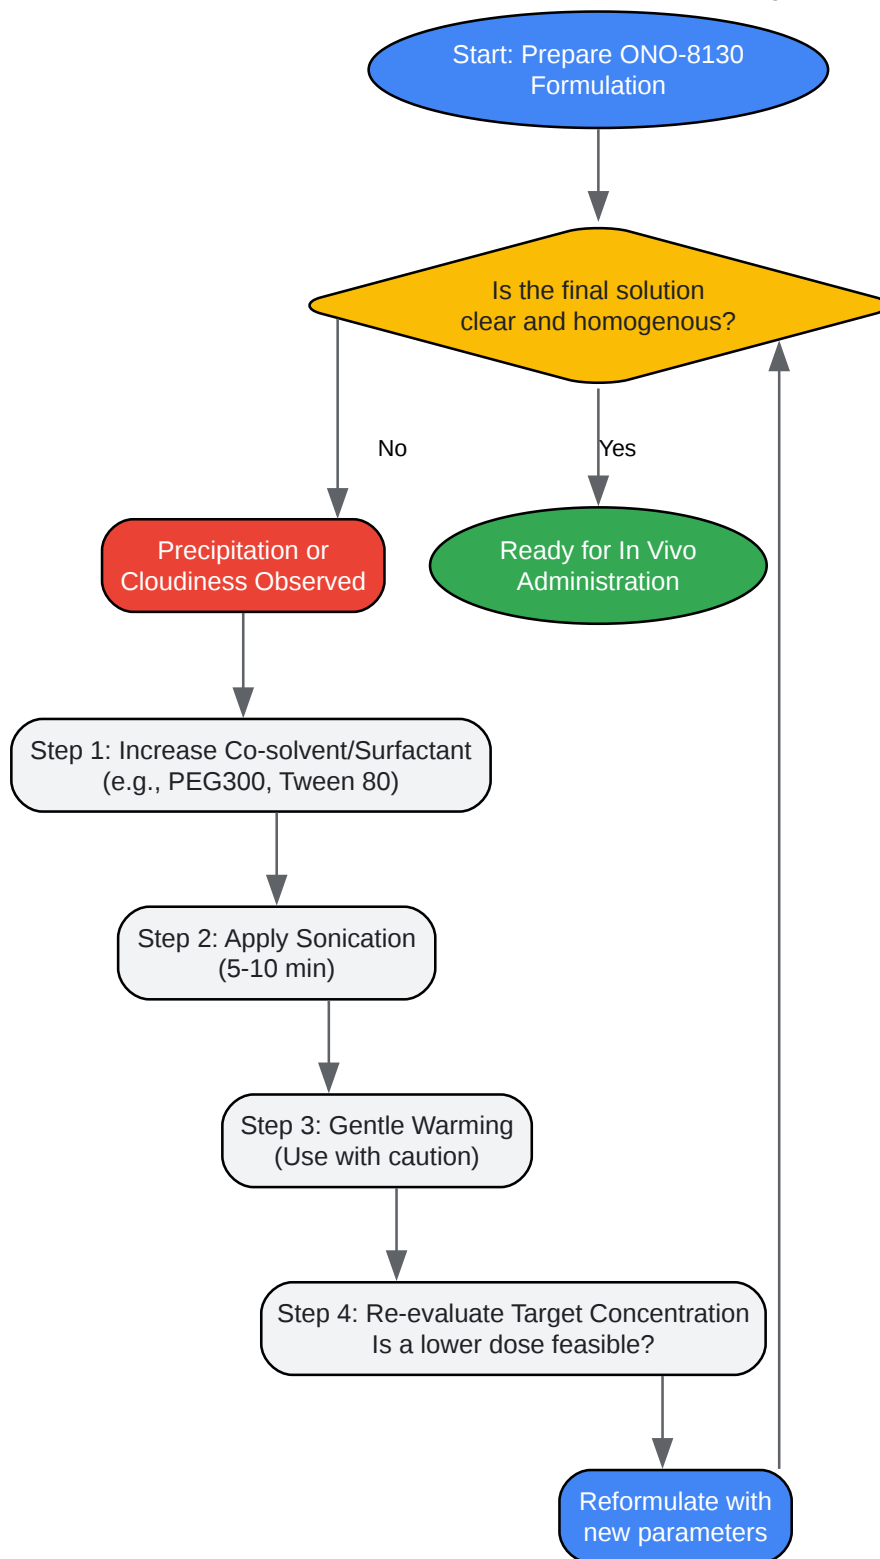 Start: Prepare ONO-8130
Formulation
Is the final solution
clear and homogenous?
No
Yes
Precipitation or
Cloudiness Observed
Ready for In Vivo
Administration
Step 1: Increase Co-solvent/Surfactant
(e.g., PEG300, Tween 80)
Step 2: Apply Sonication
(5-10 min)
Step 3: Gentle Warming
(Use with caution)
Step 4: Re-evaluate Target Concentration
Is a lower dose feasible?
Reformulate with
new parameters